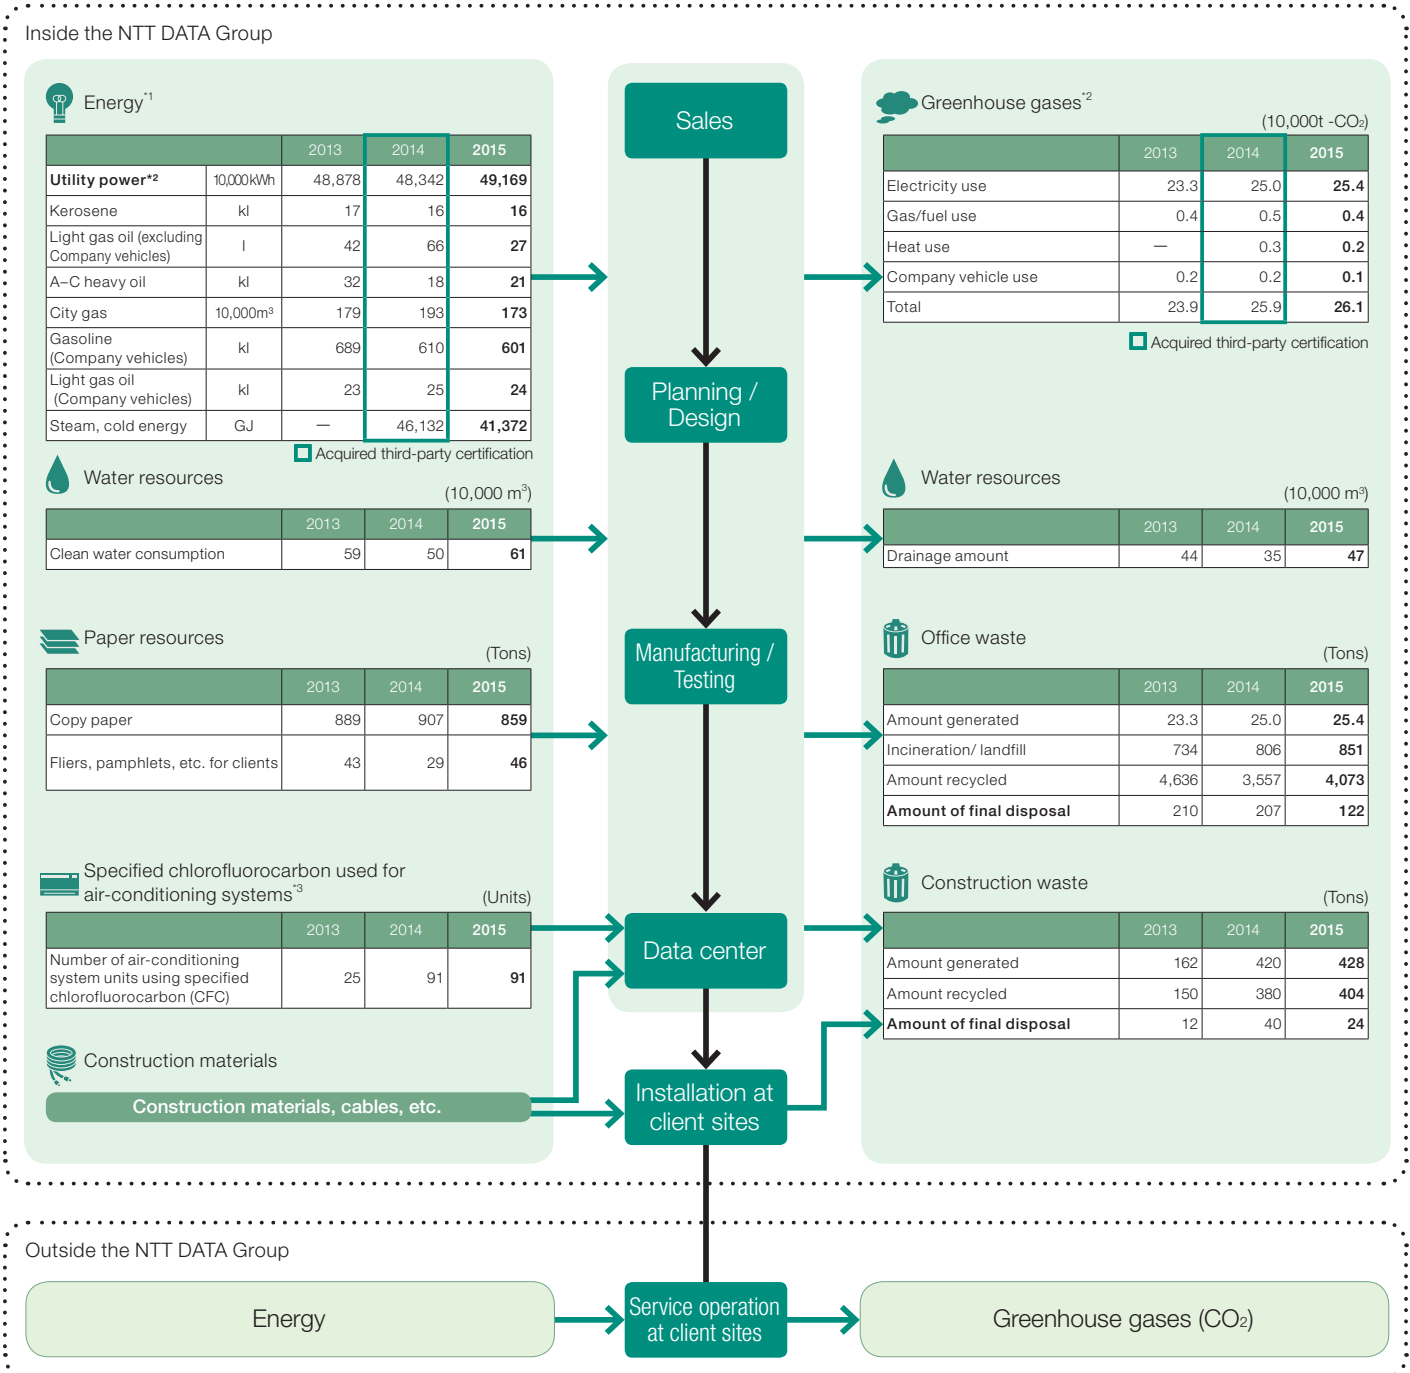 Inside the NTT DATA Group
Energy*1
2013 2014 2015
Utility power*2 10,000kWh 48,878 48,342 49,169
Kerosene kl 17 16 16
Light gas oil (excluding
Company vehicles) l 42 66 27
A–C heavy oil kl 32 18 21
City gas 10,000m³ 179 193 173
Gasoline
(Company vehicles) kl 689 610 601
Light gas oil
(Company vehicles) kl 23 25 24
Steam, cold energy GJ — 46,132 41,372
Acquired third-party certification
Water resources
(10,000 m³)
2013 2014 2015
Clean water consumption 59 50 61
Paper resources
(Tons)
2013 2014 2015
Copy paper 889 907 859
Fliers, pamphlets, etc. for clients 43 29 46
Specified chlorofluorocarbon used for
air-conditioning systems*3
(Units)
2013 2014 2015
Number of air-conditioning
system units using specified
chlorofluorocarbon (CFC) 25 91 91
Construction materials
Construction materials, cables, etc.
Sales
Planning /
Design
Manufacturing /
Testing
Data center
Installation at
client sites
Greenhouse gases*2
(10,000t -CO₂)
2013 2014 2015
Electricity use 23.3 25.0 25.4
Gas/fuel use 0.4 0.5 0.4
Heat use — 0.3 0.2
Company vehicle use 0.2 0.2 0.1
Total 23.9 25.9 26.1
Acquired third-party certification
Water resources
(10,000 m³)
2013 2014 2015
Drainage amount 44 35 47
Office waste
(Tons)
2013 2014 2015
Amount generated 23.3 25.0 25.4
Incineration/ landfill 734 806 851
Amount recycled 4,636 3,557 4,073
Amount of final disposal 210 207 122
Construction waste
(Tons)
2013 2014 2015
Amount generated 162 420 428
Amount recycled 150 380 404
Amount of final disposal 12 40 24
Outside the NTT DATA Group
Energy
Service operation
at client sites
Greenhouse gases (CO₂)